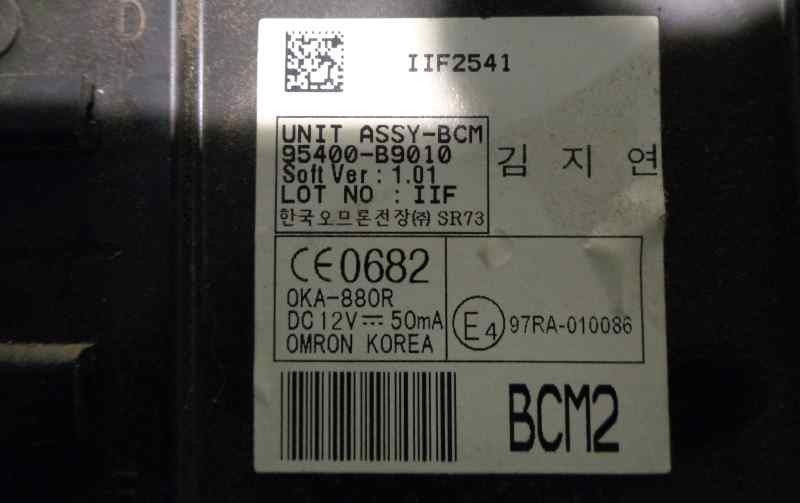 D
IIF2541
UNIT ASSY-BCM
95400-B9010
Soft Ver : 1.01
LOT NO : IIF
한국오므론전장(주) SR73
김 지 연
CE0682
OKA-880R
DC 12V⎓50mA
OMRON KOREA
E4 97RA-010086
BCM2